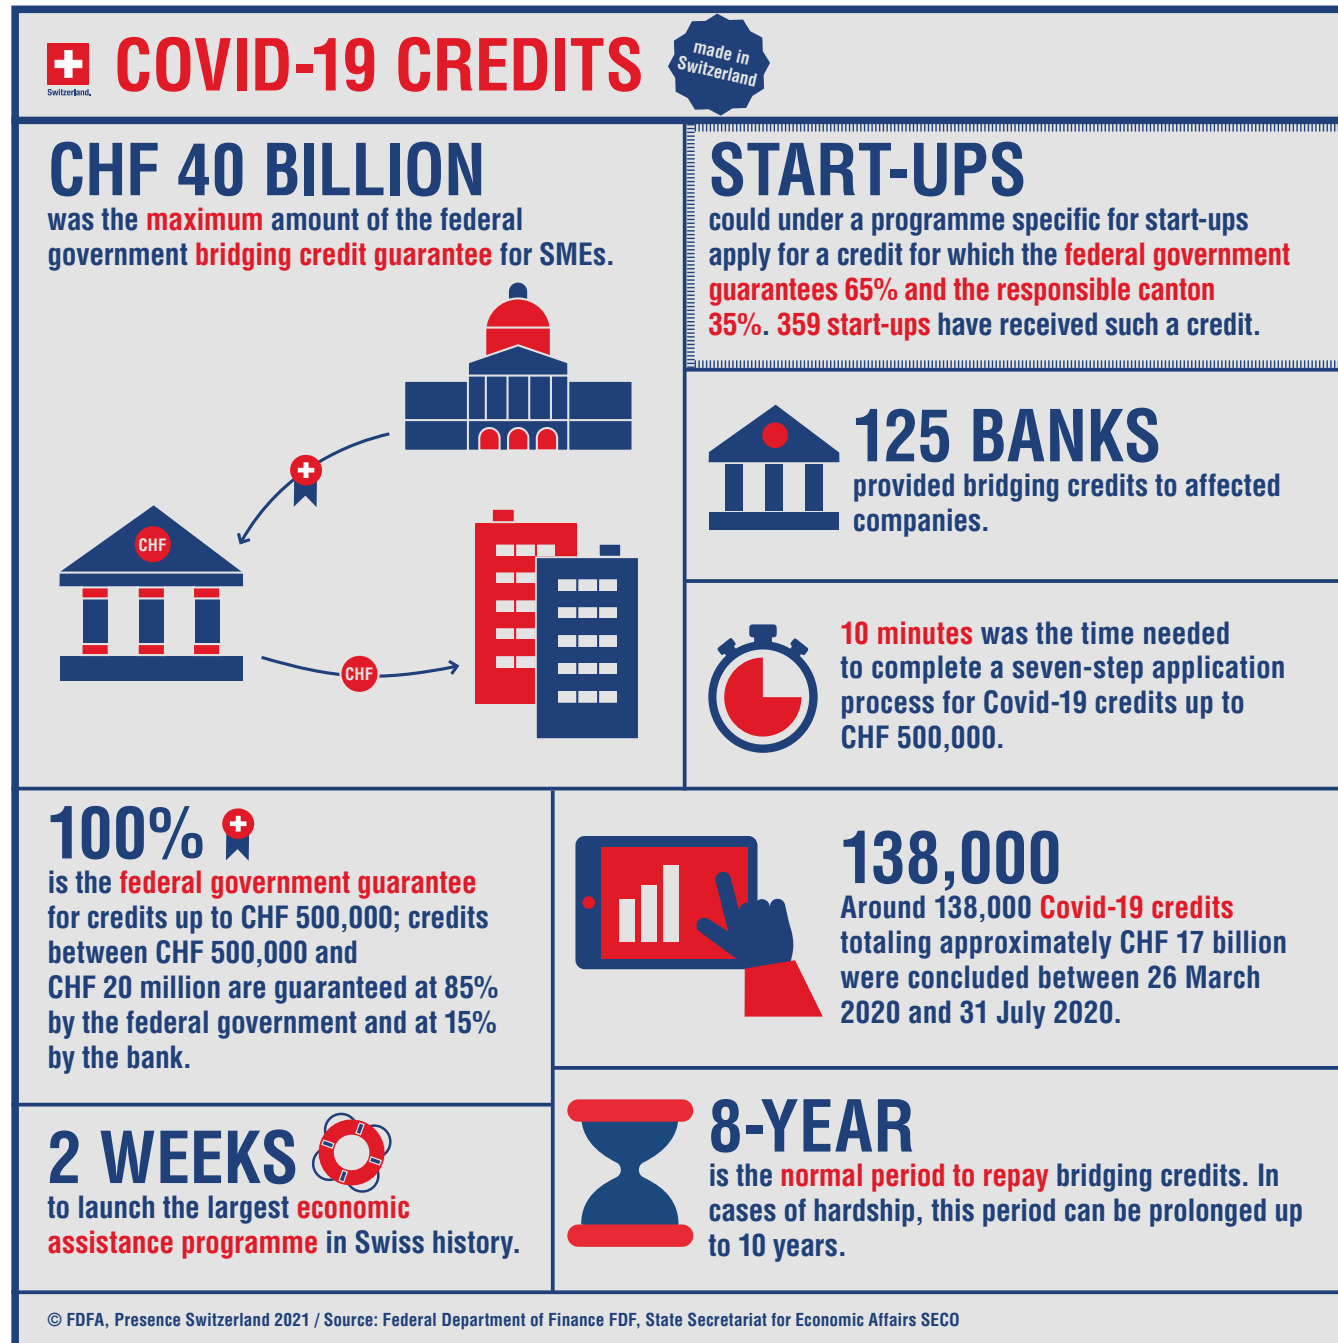 Switzerland.
COVID-19 CREDITS
made in
Switzerland
CHF 40 BILLION
was the maximum amount of the federal
government bridging credit guarantee for SMEs.
CHF
CHF
START-UPS
could under a programme specific for start-ups
apply for a credit for which the federal government
guarantees 65% and the responsible canton
35%. 359 start-ups have received such a credit.
125 BANKS
provided bridging credits to affected
companies.
10 minutes was the time needed
to complete a seven-step application
process for Covid-19 credits up to
CHF 500,000.
100%
is the federal government guarantee
for credits up to CHF 500,000; credits
between CHF 500,000 and
CHF 20 million are guaranteed at 85%
by the federal government and at 15%
by the bank.
138,000
Around 138,000 Covid-19 credits
totaling approximately CHF 17 billion
were concluded between 26 March
2020 and 31 July 2020.
2 WEEKS
to launch the largest economic
assistance programme in Swiss history.
8-YEAR
is the normal period to repay bridging credits. In
cases of hardship, this period can be prolonged up
to 10 years.
© FDFA, Presence Switzerland 2021 / Source: Federal Department of Finance FDF, State Secretariat for Economic Affairs SECO